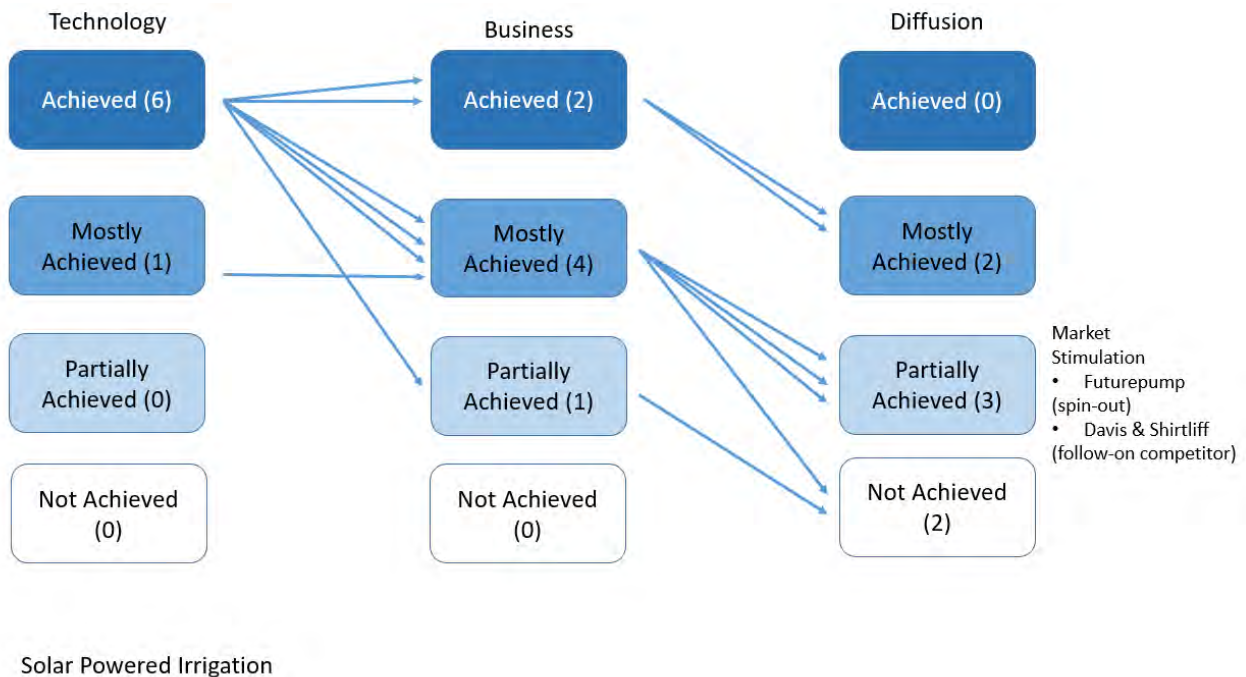 Technology
Business
Diffusion
Achieved (6)
Achieved (2)
Achieved (0)
Mostly
Achieved (1)
Mostly
Achieved (4)
Mostly
Achieved (2)
Partially
Achieved (0)
Partially
Achieved (1)
Partially
Achieved (3)
Market
Stimulation
• Futurepump
(spin-out)
• Davis & Shirtliff
(follow-on competitor)
Not Achieved
(0)
Not Achieved
(0)
Not Achieved
(2)
Solar Powered Irrigation